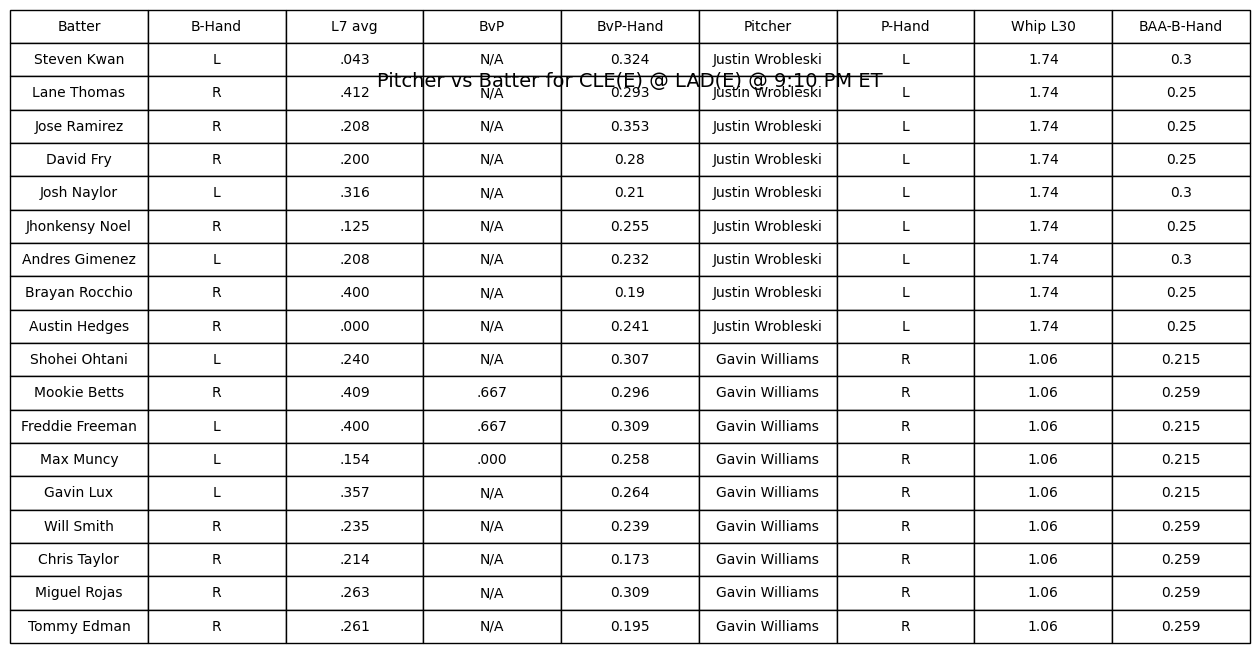 Batter B-Hand L7 avg BvP BvP-Hand Pitcher P-Hand Whip L30 BAA-B-Hand
Steven Kwan L .043 N/A 0.324 Justin Wrobleski L 1.74 0.3
Pitcher vs Batter for CLE(E) @ LAD(E) @ 9:10 PM ET
Lane Thomas R .412 N/A 0.293 Justin Wrobleski L 1.74 0.25
Jose Ramirez R .208 N/A 0.353 Justin Wrobleski L 1.74 0.25
David Fry R .200 N/A 0.28 Justin Wrobleski L 1.74 0.25
Josh Naylor L .316 N/A 0.21 Justin Wrobleski L 1.74 0.3
Jhonkensy Noel R .125 N/A 0.255 Justin Wrobleski L 1.74 0.25
Andres Gimenez L .208 N/A 0.232 Justin Wrobleski L 1.74 0.3
Brayan Rocchio R .400 N/A 0.19 Justin Wrobleski L 1.74 0.25
Austin Hedges R .000 N/A 0.241 Justin Wrobleski L 1.74 0.25
Shohei Ohtani L .240 N/A 0.307 Gavin Williams R 1.06 0.215
Mookie Betts R .409 .667 0.296 Gavin Williams R 1.06 0.259
Freddie Freeman L .400 .667 0.309 Gavin Williams R 1.06 0.215
Max Muncy L .154 .000 0.258 Gavin Williams R 1.06 0.215
Gavin Lux L .357 N/A 0.264 Gavin Williams R 1.06 0.215
Will Smith R .235 N/A 0.239 Gavin Williams R 1.06 0.259
Chris Taylor R .214 N/A 0.173 Gavin Williams R 1.06 0.259
Miguel Rojas R .263 N/A 0.309 Gavin Williams R 1.06 0.259
Tommy Edman R .261 N/A 0.195 Gavin Williams R 1.06 0.259